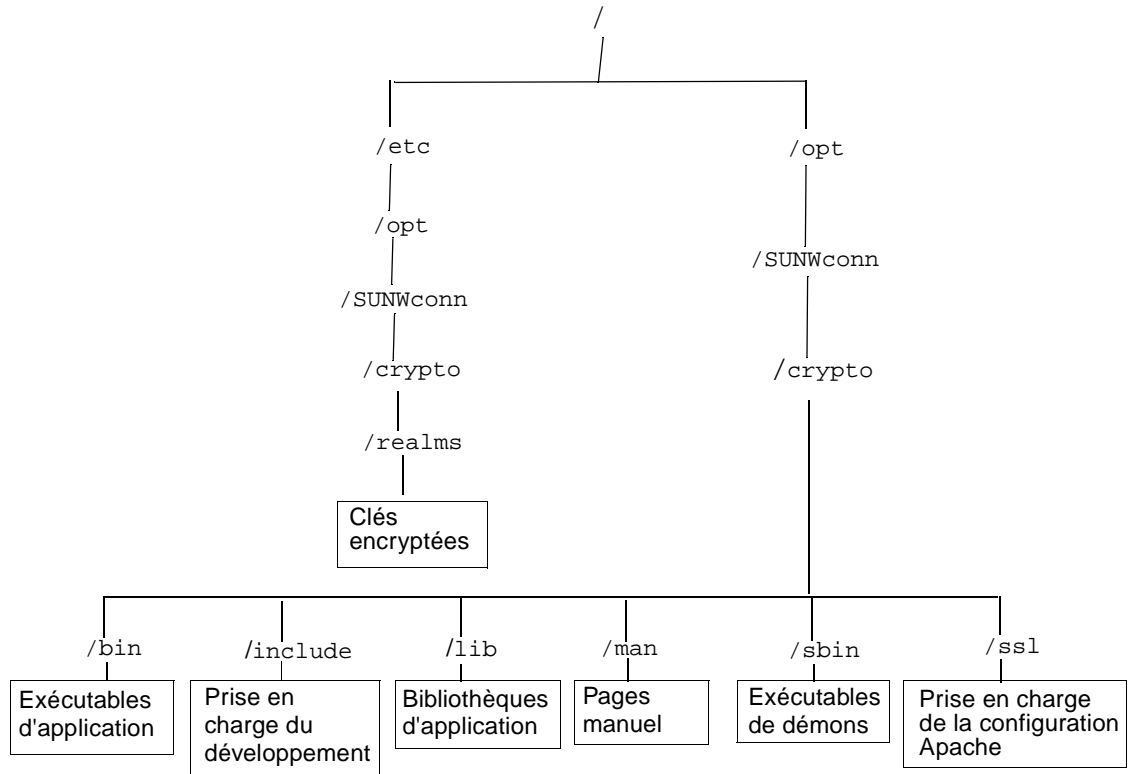 /
/etc
/opt
/opt
/SUNWconn
/SUNWconn
/crypto
/crypto
/realms
Clés
encryptées
/bin
/include
/lib
/man
/sbin
/ssl
Exécutables
d'application
Prise en
charge du
développement
Bibliothèques
d'application
Pages
manuel
Exécutables
de démons
Prise en charge
de la configuration
Apache